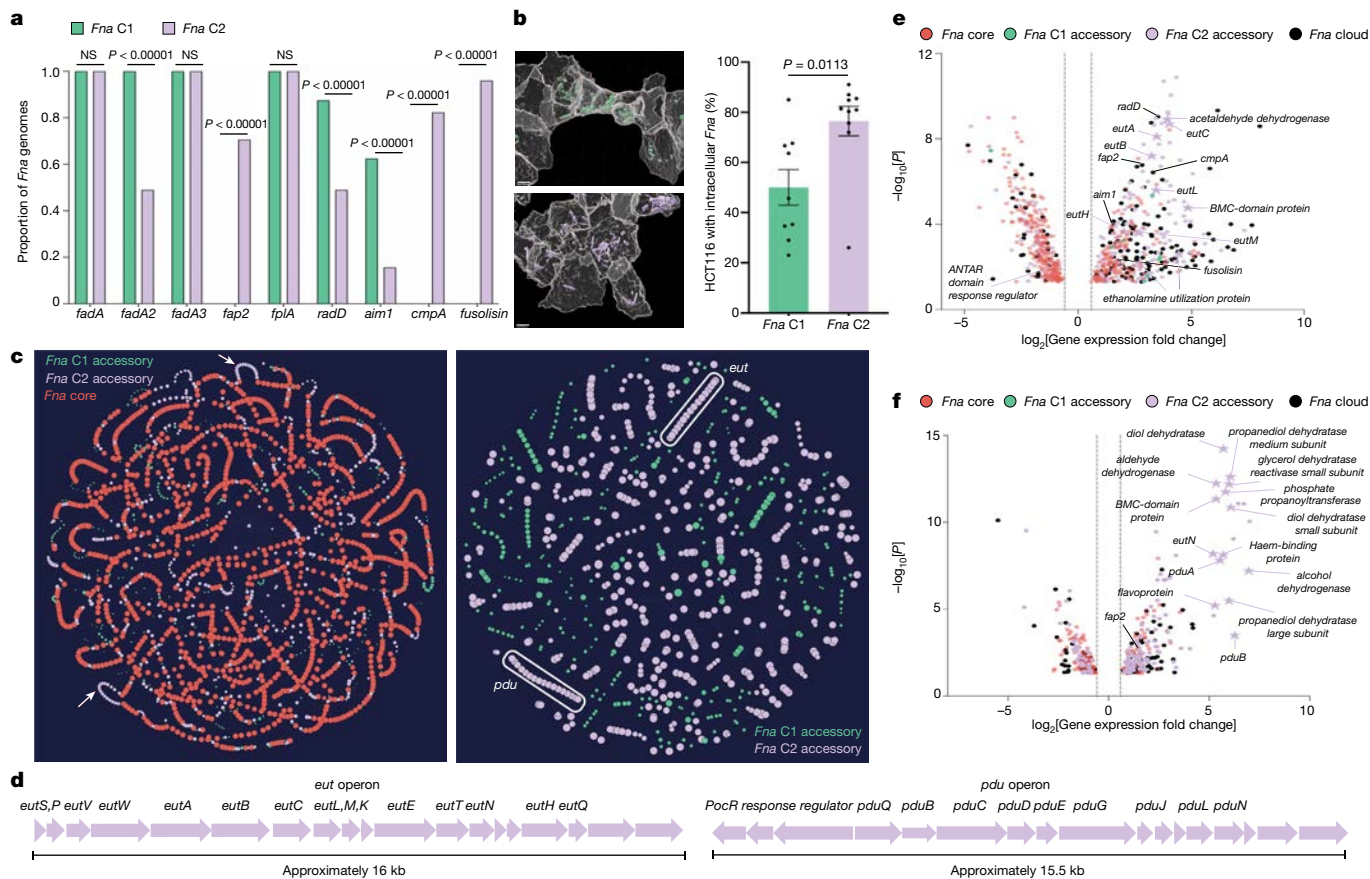 a
Fna C1 Fna C2
NS P < 0.00001 NS P < 0.00001 NS P < 0.00001 P < 0.00001 P < 0.00001 P < 0.00001
Proportion of Fna genomes
1.0
0.8
0.6
0.4
0.2
0
fadA fadA2 fadA3 fap2 fplA radD aim1 cmpA fusolisin
b
P = 0.0113
HCT116 with intracellular Fna (%)
100
80
60
40
20
0
Fna C1 Fna C2
c
Fna C1 accessory
Fna C2 accessory
Fna core
eut
pdu
Fna C1 accessory
Fna C2 accessory
d
eut operon
eutS,P eutV eutW eutA eutB eutC eutL,M,K eutE eutT eutN eutH eutQ
Approximately 16 kb
pdu operon
PocR response regulator pduQ pduB pduC pduD pduE pduG pduJ pduL pduN
Approximately 15.5 kb
e
Fna core Fna C1 accessory Fna C2 accessory Fna cloud
–log10[P]
12
8
4
0
radD
acetaldehyde dehydrogenase
eutA
eutC
eutB
fap2
cmpA
aim1
eutL
eutH
BMC-domain protein
eutM
ANTAR
domain
response regulator
fusolisin
ethanolamine utilization protein
–5 0 5 10
log2[Gene expression fold change]
f
Fna core Fna C1 accessory Fna C2 accessory Fna cloud
–log10[P]
15
10
5
0
diol dehydratase
propanediol dehydratase
medium subunit
aldehyde
dehydrogenase
glycerol dehydratase
reactivase small subunit
phosphate
propanoyltransferase
BMC-domain
protein
diol dehydratase
small subunit
eutN
Haem-binding
protein
pduA
alcohol
dehydrogenase
flavoprotein
fap2
propanediol dehydratase
large subunit
pduB
–5 0 5 10
log2[Gene expression fold change]